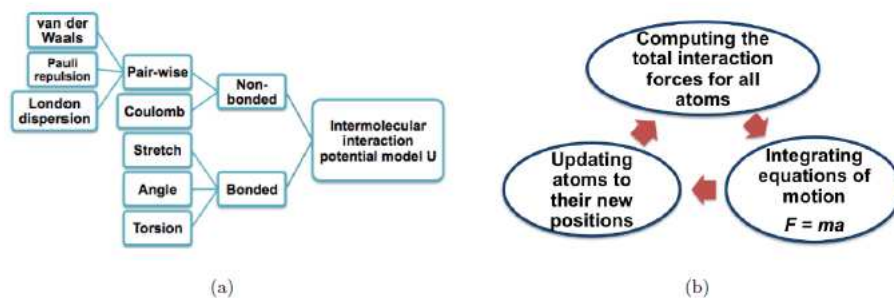 van der
Waals
Pauli
repulsion
London
dispersion
Pair-wise
Coulomb
Stretch
Angle
Torsion
Non-
bonded
Bonded
Intermolecular
interaction
potential model U
(a)
Computing the
total interaction
forces for all
atoms
Integrating
equations of
motion
F = ma
Updating
atoms to
their new
positions
(b)